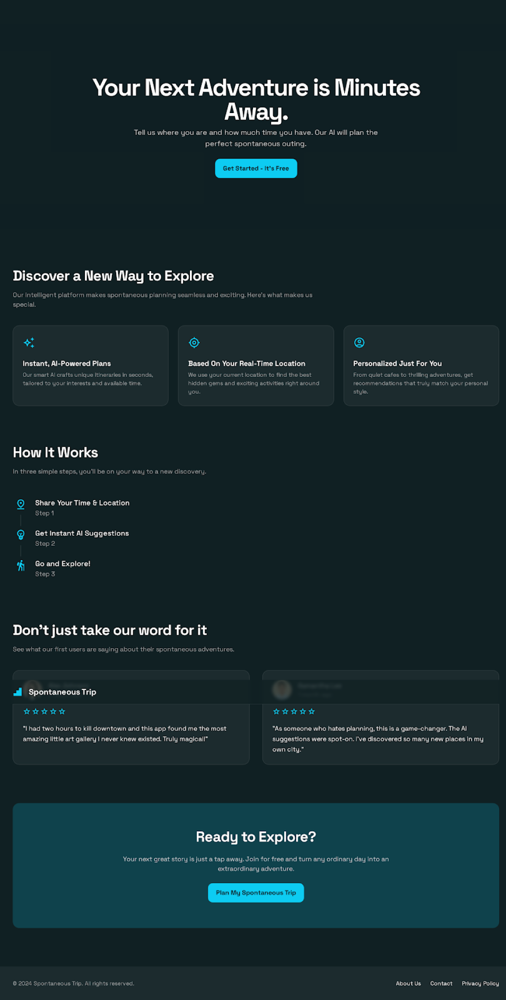 Your Next Adventure is Minutes
Away.
Tell us where you are and how much time you have. Our AI will plan the
perfect spontaneous outing.
Get Started - It's Free
Discover a New Way to Explore
Our intelligent platform makes spontaneous planning seamless and exciting. Here's what makes us
special.
Instant, AI-Powered Plans
Our smart AI crafts unique itineraries in seconds,
tailored to your interests and available time.
Based On Your Real-Time Location
We use your current location to find the best
hidden gems and exciting activities right around
you.
Personalized Just For You
From quiet cafes to thrilling adventures, get
recommendations that truly match your personal
style.
How It Works
In three simple steps, you'll be on your way to a new discovery.
Share Your Time & Location
Step 1
Get Instant AI Suggestions
Step 2
Go and Explore!
Step 3
Don't just take our word for it
See what our first users are saying about their spontaneous adventures.
Spontaneous Trip
"I had two hours to kill downtown and this app found me the most
amazing little art gallery I never knew existed. Truly magical!"
"As someone who hates planning, this is a game-changer. The AI
suggestions were spot-on. I've discovered so many new places in my
own city."
Ready to Explore?
Your next great story is just a tap away. Join for free and turn any ordinary day into an
extraordinary adventure.
Plan My Spontaneous Trip
© 2024 Spontaneous Trip. All rights reserved.
About Us
Contact
Privacy Policy